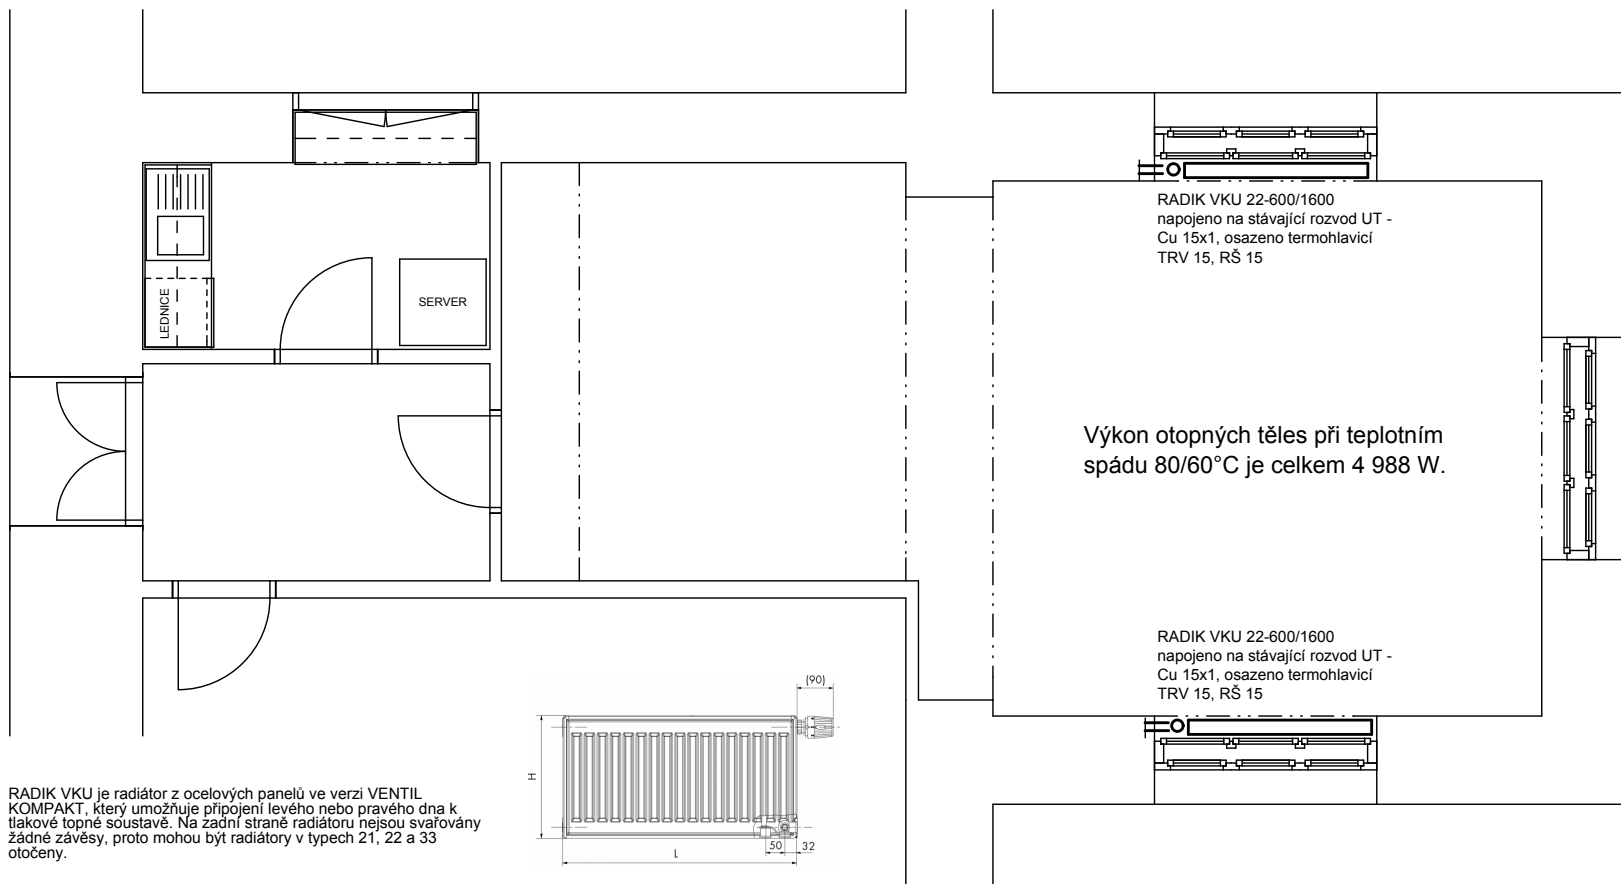 RADIK VKU 22-600/1600
napojeno na stávající rozvod UT -
Cu 15x1, osazeno termohlavicí
TRV 15, RŠ 15
LEDNICE
SERVER
Výkon otopných těles při teplotním
spádu 80/60°C je celkem 4 988 W.
RADIK VKU 22-600/1600
napojeno na stávající rozvod UT -
Cu 15x1, osazeno termohlavicí
TRV 15, RŠ 15
(90)
H
50
32
L
RADIK VKU je radiátor z ocelových panelů ve verzi VENTIL
KOMPAKT, který umožňuje připojení levého nebo pravého dna k
tlakové topné soustavě. Na zadní straně radiátoru nejsou svařovány
žádné závěsy, proto mohou být radiátory v typech 21, 22 a 33
otočeny.